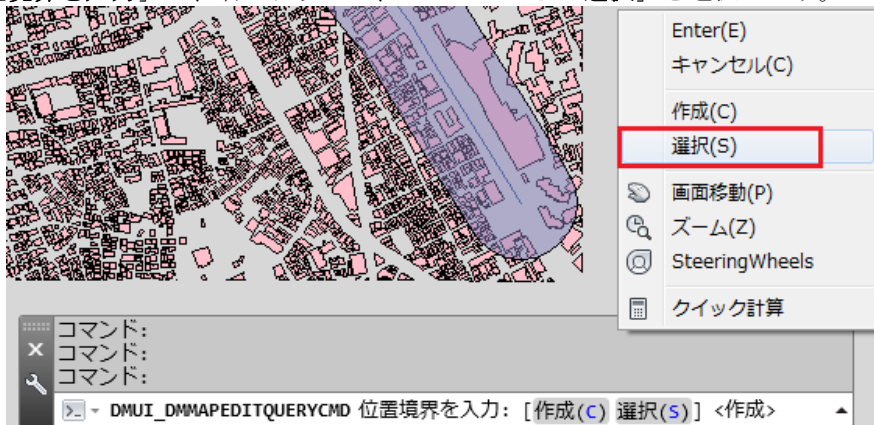 Enter(E)
キャンセル(C)
作成(C)
選択(S)
画面移動(P)
ズーム(Z)
SteeringWheels
クイック計算
コマンド:
コマンド:
コマンド:
DMUI_DMMAPEDITQUERYCMD 位置境界を入力: [作成(C) 選択(S)] <作成>